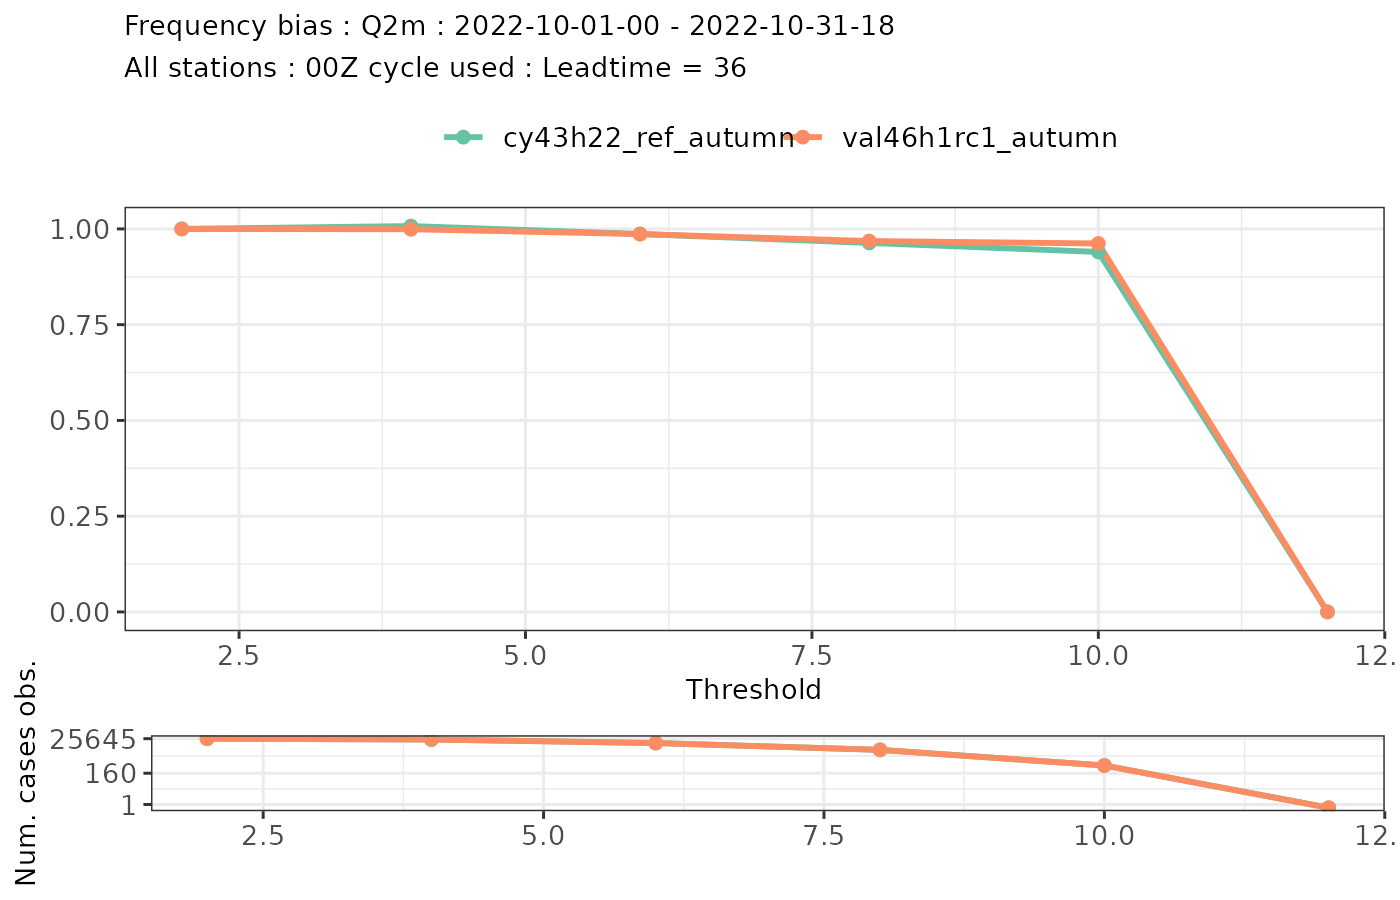 Frequency bias : Q2m : 2022-10-01-00 - 2022-10-31-18
All stations : 00Z cycle used : Leadtime = 36
cy43h22_ref_autumn val46h1rc1_autumn
1.00
0.75
0.50
0.25
0.00
2.5 5.0 7.5 10.0 12.
Threshold
Num. cases obs.
25645
160
1
2.5 5.0 7.5 10.0 12.